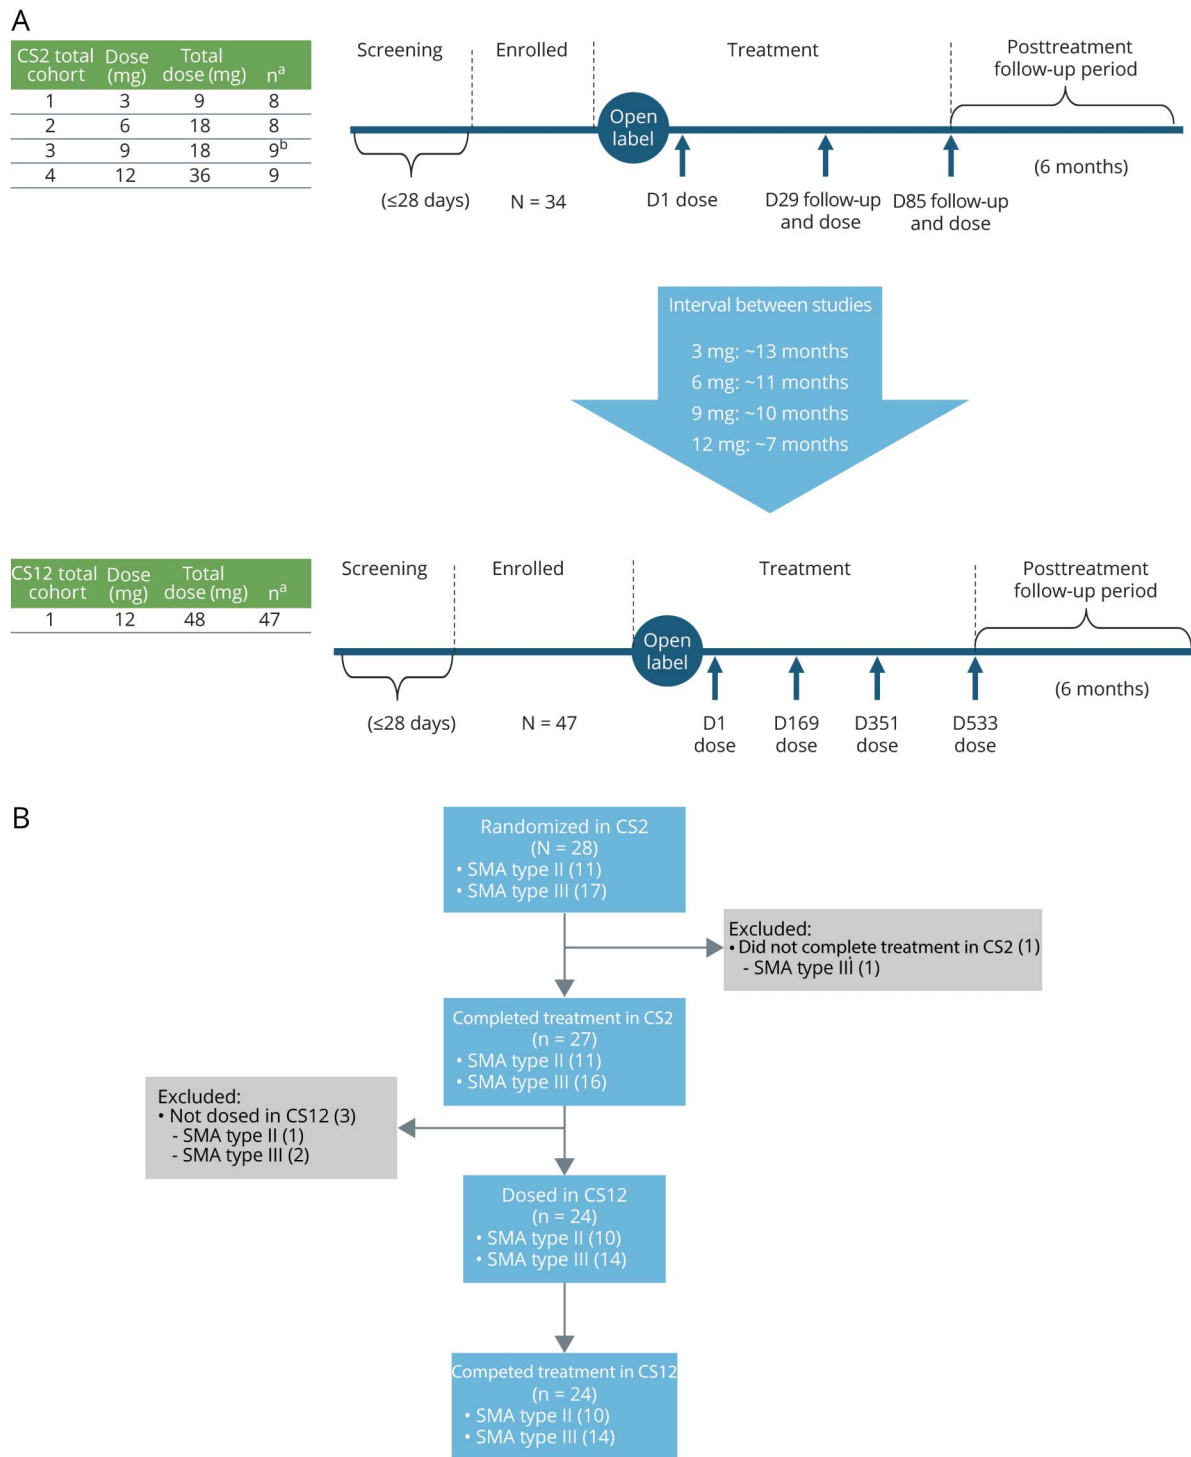 A
CS2 total cohort Dose (mg) Total dose (mg) nᵃ
1 3 9 8
2 6 18 8
3 9 18 9ᵇ
4 12 36 9
Screening
Enrolled
Treatment
Posttreatment
follow-up period
Open
label
(≤28 days)
N = 34
D1 dose
D29 follow-up
and dose
D85 follow-up
and dose
(6 months)
Interval between studies
3 mg: ~13 months
6 mg: ~11 months
9 mg: ~10 months
12 mg: ~7 months
CS12 total cohort Dose (mg) Total dose (mg) nᵃ
1 12 48 47
Screening
Enrolled
Treatment
Posttreatment
follow-up period
Open
label
(≤28 days)
N = 47
D1
dose
D169
dose
D351
dose
D533
dose
(6 months)
B
Randomized in CS2
(N = 28)
• SMA type II (11)
• SMA type III (17)
Excluded:
• Did not complete treatment in CS2 (1)
- SMA type III (1)
Completed treatment in CS2
(n = 27)
• SMA type II (11)
• SMA type III (16)
Excluded:
• Not dosed in CS12 (3)
- SMA type II (1)
- SMA type III (2)
Dosed in CS12
(n = 24)
• SMA type II (10)
• SMA type III (14)
Competed treatment in CS12
(n = 24)
• SMA type II (10)
• SMA type III (14)